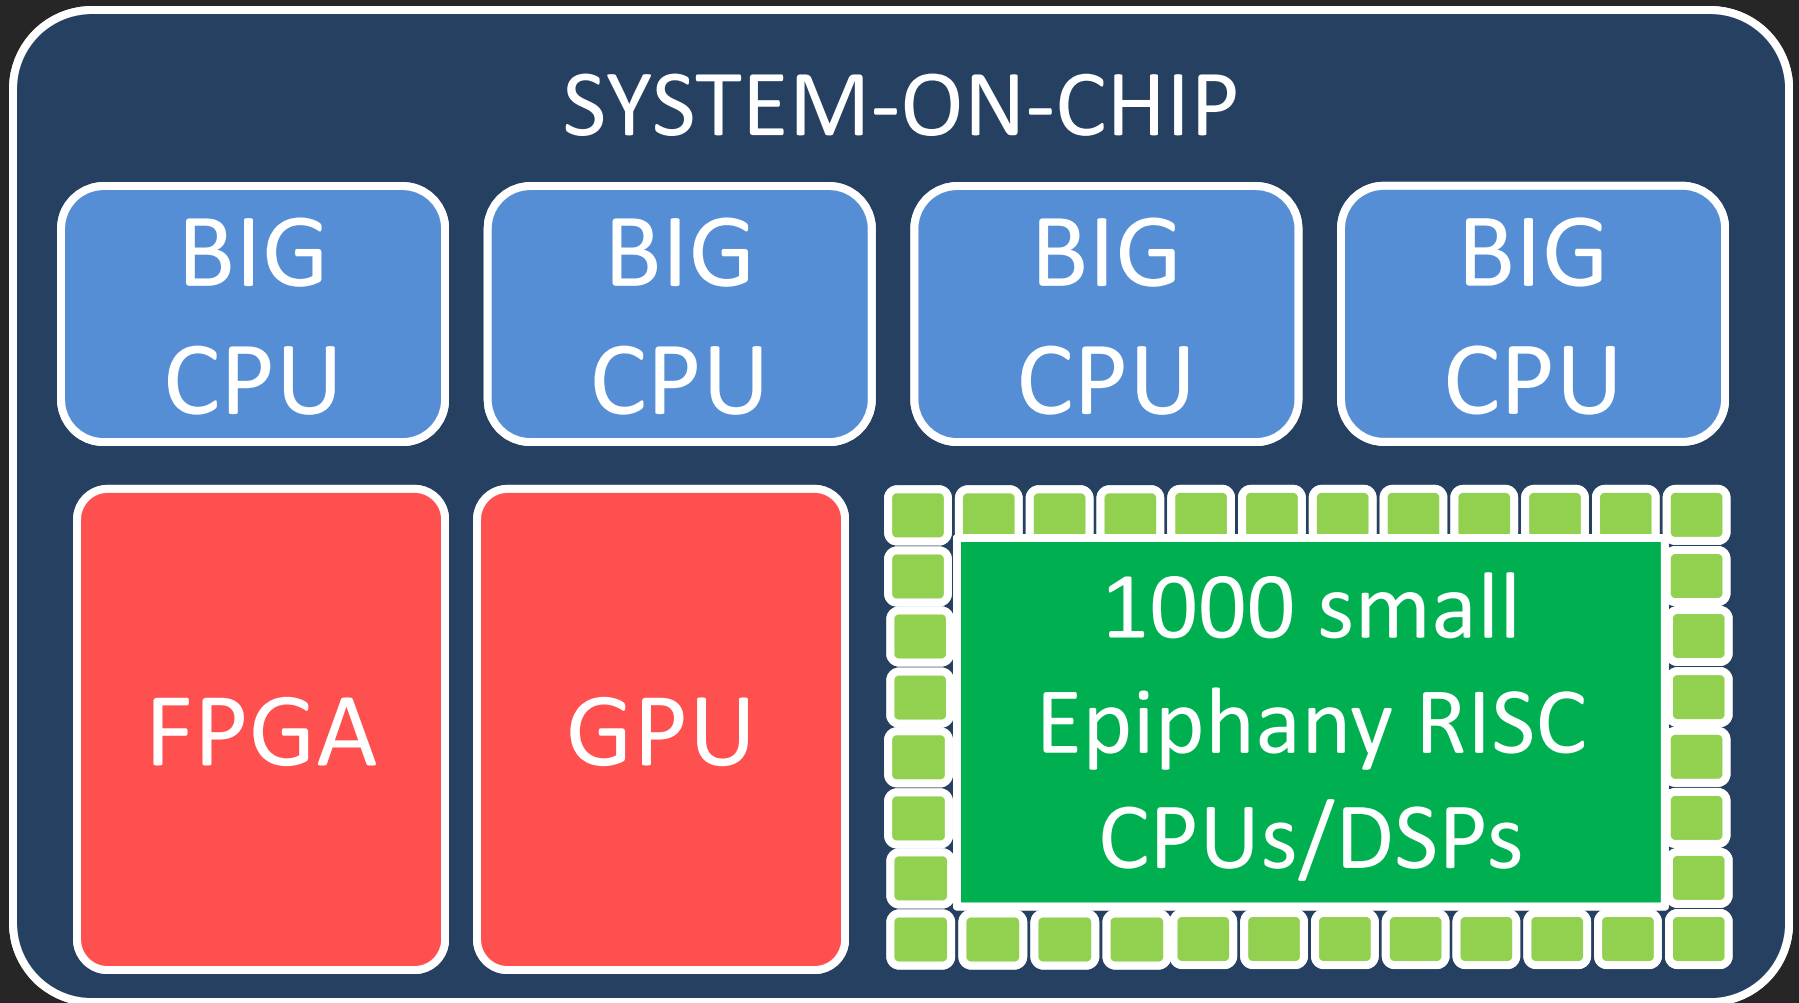 SYSTEM-ON-CHIP
BIG
CPU
BIG
CPU
BIG
CPU
BIG
CPU
FPGA
GPU
1000 small
Epiphany RISC
CPUs/DSPs